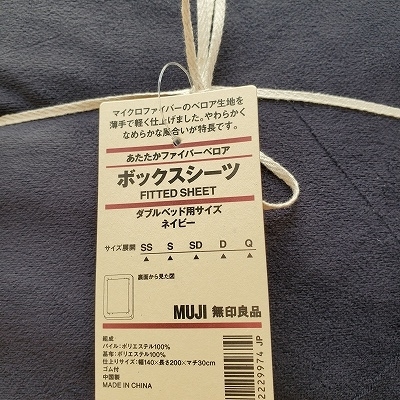 マイクロファイバーのベロア生地を
薄手で軽く仕上げました。やわらかく
なめらかな風合いが特長です。
あたたかファイバーベロア
ボックスシーツ
FITTED SHEET
ダブルベッド用サイズ
ネイビー
サイズ展開 SS S SD D Q
裏面から見た図
MUJI 無印良品
組成
パイル:ポリエステル100%
基布:ポリエステル100%
仕上りサイズ:幅140×長さ200×マチ30cm
ゴム付
中国製
MADE IN CHINA
2229974 JP